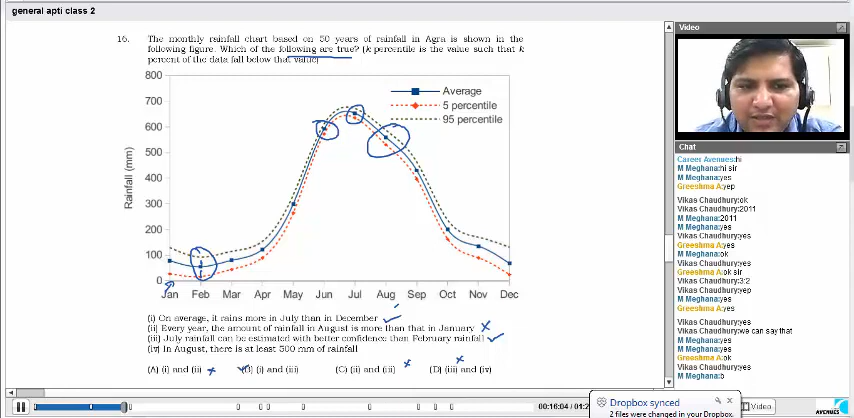 general apti class 2
16. The monthly rainfall chart based on 50 years of rainfall in Agra is shown in the
following figure. Which of the following are true? (k percentile is the value such that k
percent of the data fall below that value)
800
700
600
500
400
300
200
100
0
Rainfall (mm)
Average
5 percentile
95 percentile
Jan Feb Mar Apr May Jun Jul Aug Sep Oct Nov Dec
(i) On average, it rains more in July than in December
(ii) Every year, the amount of rainfall in August is more than that in January
(iii) July rainfall can be estimated with better confidence than February rainfall
(iv) In August, there is at least 500 mm of rainfall
(A) (i) and (ii) (B) (i) and (iii) (C) (ii) and (iii) (D) (iii) and (iv)
Video
Chat
Career Avenues:hi
M Meghana:hi sir
M Meghana:yes
Greeshma A:yep
Vikas Chaudhury:ok
Vikas Chaudhury:2011
M Meghana:2011
M Meghana:yes
Vikas Chaudhury:yes
Greeshma A:yes
M Meghana:ok
Vikas Chaudhury:yes
Greeshma A:ok sir
Vikas Chaudhury:3:2
Vikas Chaudhury:yep
M Meghana:yes
Greeshma A:yes
Vikas Chaudhury:yes
Vikas Chaudhury:we can say that
M Meghana:yes
M Meghana:yes
Greeshma A:ok
Vikas Chaudhury:yes
M Meghana:b
00:16:04
Dropbox synced
2 files were changed in your Dropbox.
Video
AVENUES